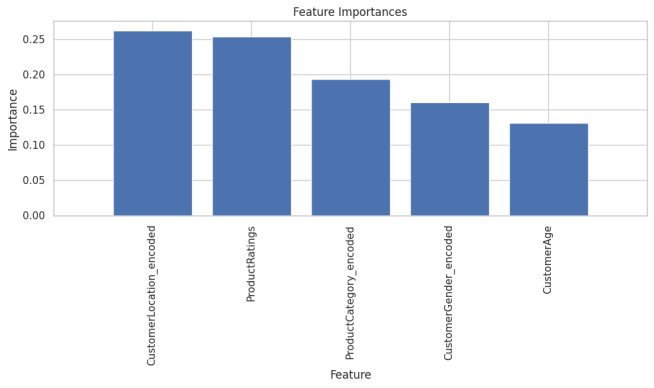 Feature Importances
Importance
0.25
0.20
0.15
0.10
0.05
0.00
CustomerLocation_encoded
ProductRatings
ProductCategory_encoded
CustomerGender_encoded
CustomerAge
Feature